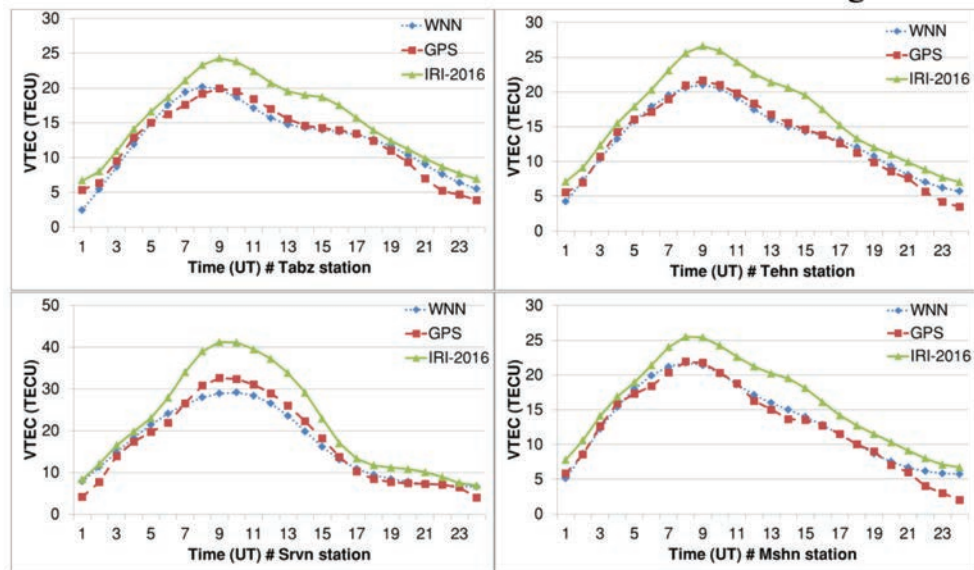 g
30
25
20
15
10
5
0
VTEC (TECU)
WNN
GPS
IRI-2016
1 3 5 7 9 11 13 15 17 19 21 23
Time (UT) # Tabz station
30
25
20
15
10
5
0
VTEC (TECU)
WNN
GPS
IRI-2016
1 3 5 7 9 11 13 15 17 19 21 23
Time (UT) # Tehn station
50
40
30
20
10
0
VTEC (TECU)
WNN
GPS
IRI-2016
1 3 5 7 9 11 13 15 17 19 21 23
Time (UT) # Srvn station
30
25
20
15
10
5
0
VTEC (TECU)
WNN
GPS
IRI-2016
1 3 5 7 9 11 13 15 17 19 21 23
Time (UT) # Mshn station